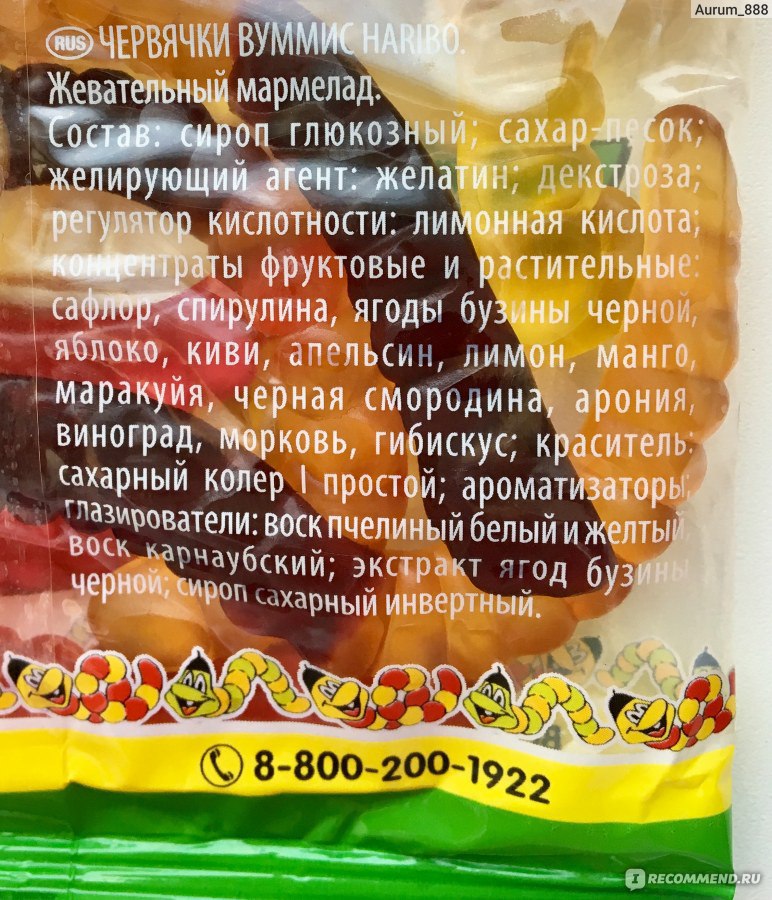 Aurum_888
RUS ЧЕРВЯЧКИ ВУММИС HARIBO.
Жевательный мармелад.
Состав: сироп глюкозный; сахар-песок;
желирующий агент: желатин; декстроза;
регулятор кислотности: лимонная кислота;
концентраты фруктовые и растительные:
сафлор, спирулина, ягоды бузины черной,
яблоко, киви, апельсин, лимон, манго,
маракуйя, черная смородина, арония,
виноград, морковь, гибискус; краситель:
сахарный колер I простой; ароматизаторы;
глазирователи: воск пчелиный белый и желтый,
воск карнаубский; экстракт ягод бузины
черной; сироп сахарный инвертный.
8-800-200-1922
I RECOMMEND.RU